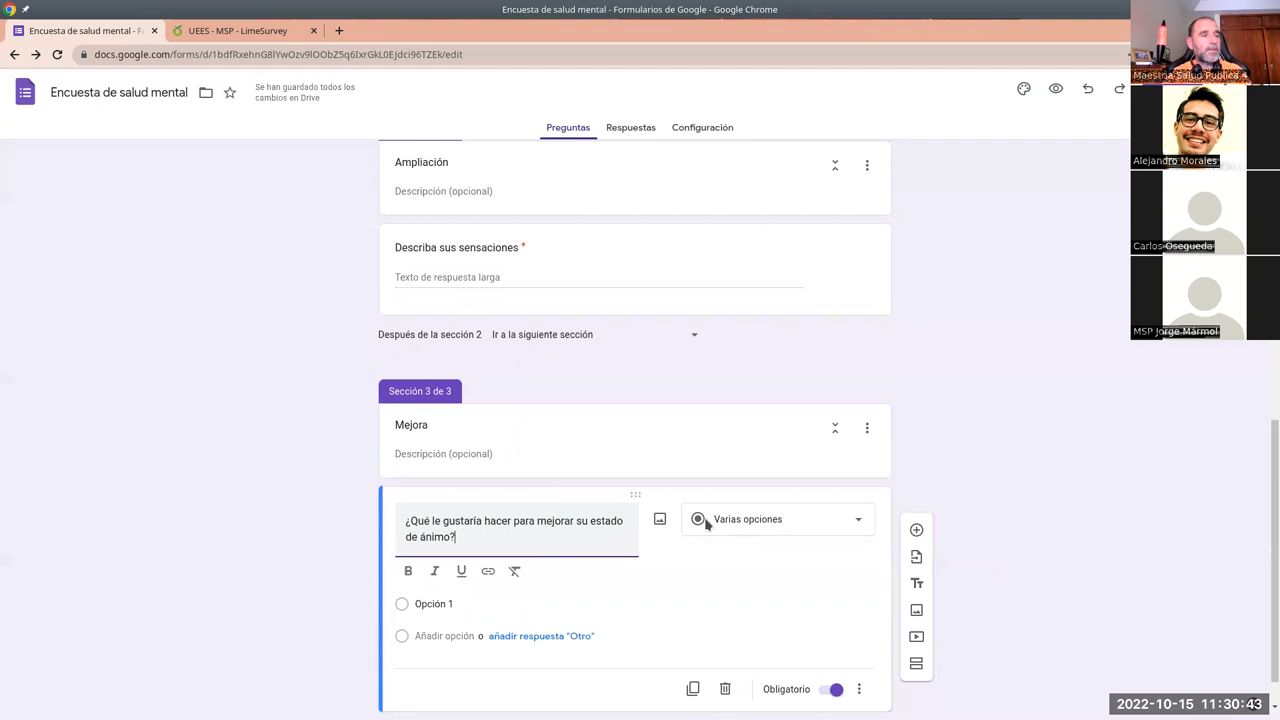 Encuesta de salud mental - Formularios de Google - Google Chrome
Encuesta de salud mental - Fo
UEES - MSP - LimeSurvey
docs.google.com/forms/d/1bdfRxehnG8lYwOzv9lOObZ5q6IxrGkL0EJdci96TZEk/edit
Encuesta de salud mental
Se han guardado todos los
cambios en Drive
Preguntas
Respuestas
Configuración
Ampliación
Descripción (opcional)
Describa sus sensaciones *
Texto de respuesta larga
Después de la sección 2 Ir a la siguiente sección
Sección 3 de 3
Mejora
Descripción (opcional)
¿Qué le gustaría hacer para mejorar su estado
de ánimo?
Varias opciones
B I U
Opción 1
Añadir opción o añadir respuesta "Otro"
Obligatorio
Maestria Salud Publica 4
Alejandro Morales
Carlos Osegueda
MSP Jorge Mármol
2022-10-15 11:30:43